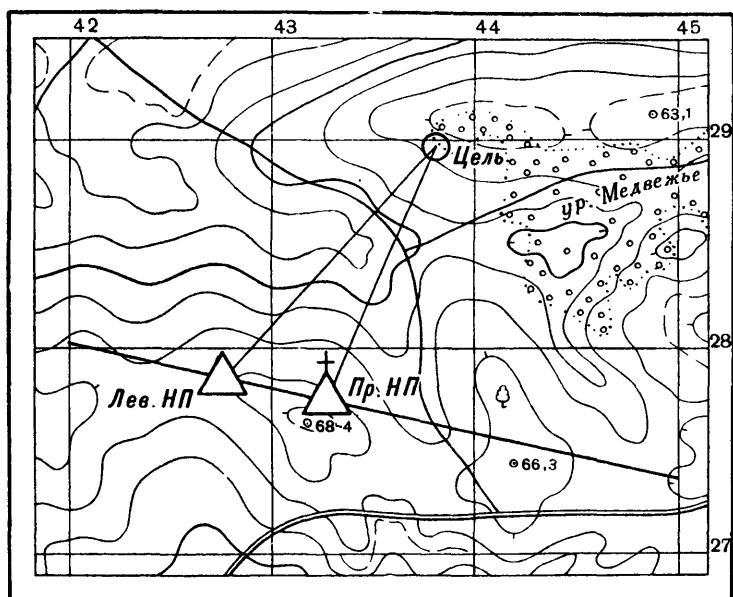 42 43 44 45
63,1
29
Цель
ур. Медвежье
28
Лев. НП
Пр. НП
68-4
66,3
27